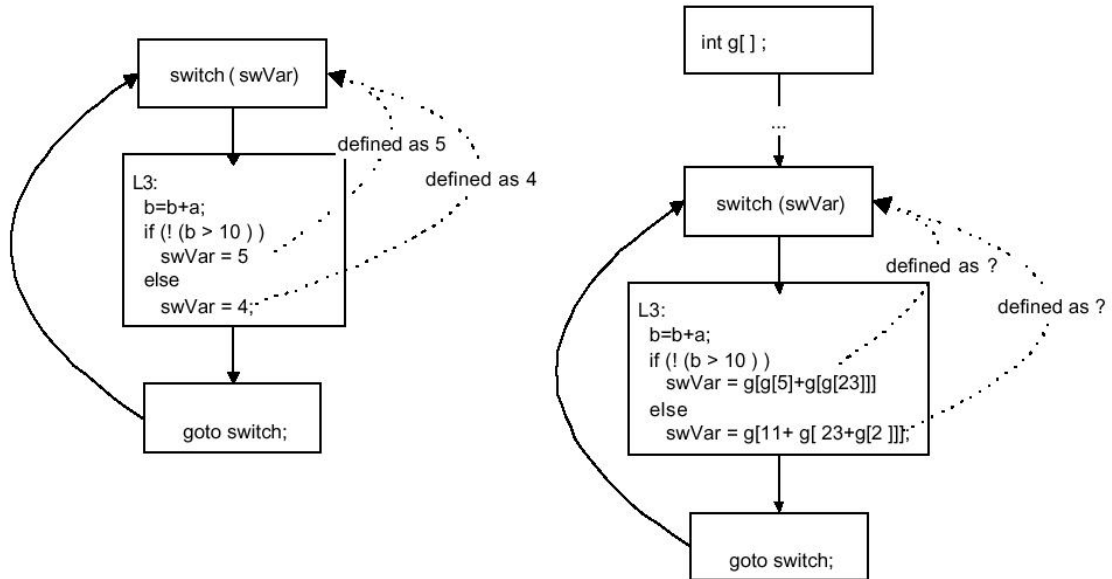 switch ( swVar)
defined as 5
defined as 4
L3:
b=b+a;
if (! (b > 10 ) )
swVar = 5
else
swVar = 4;
goto switch;
int g[ ] ;
...
switch (swVar)
defined as ?
defined as ?
L3:
b=b+a;
if (! (b > 10 ) )
swVar = g[g[5]+g[g[23]]]
else
swVar = g[11+ g[ 23+g[2 ]]];
goto switch;